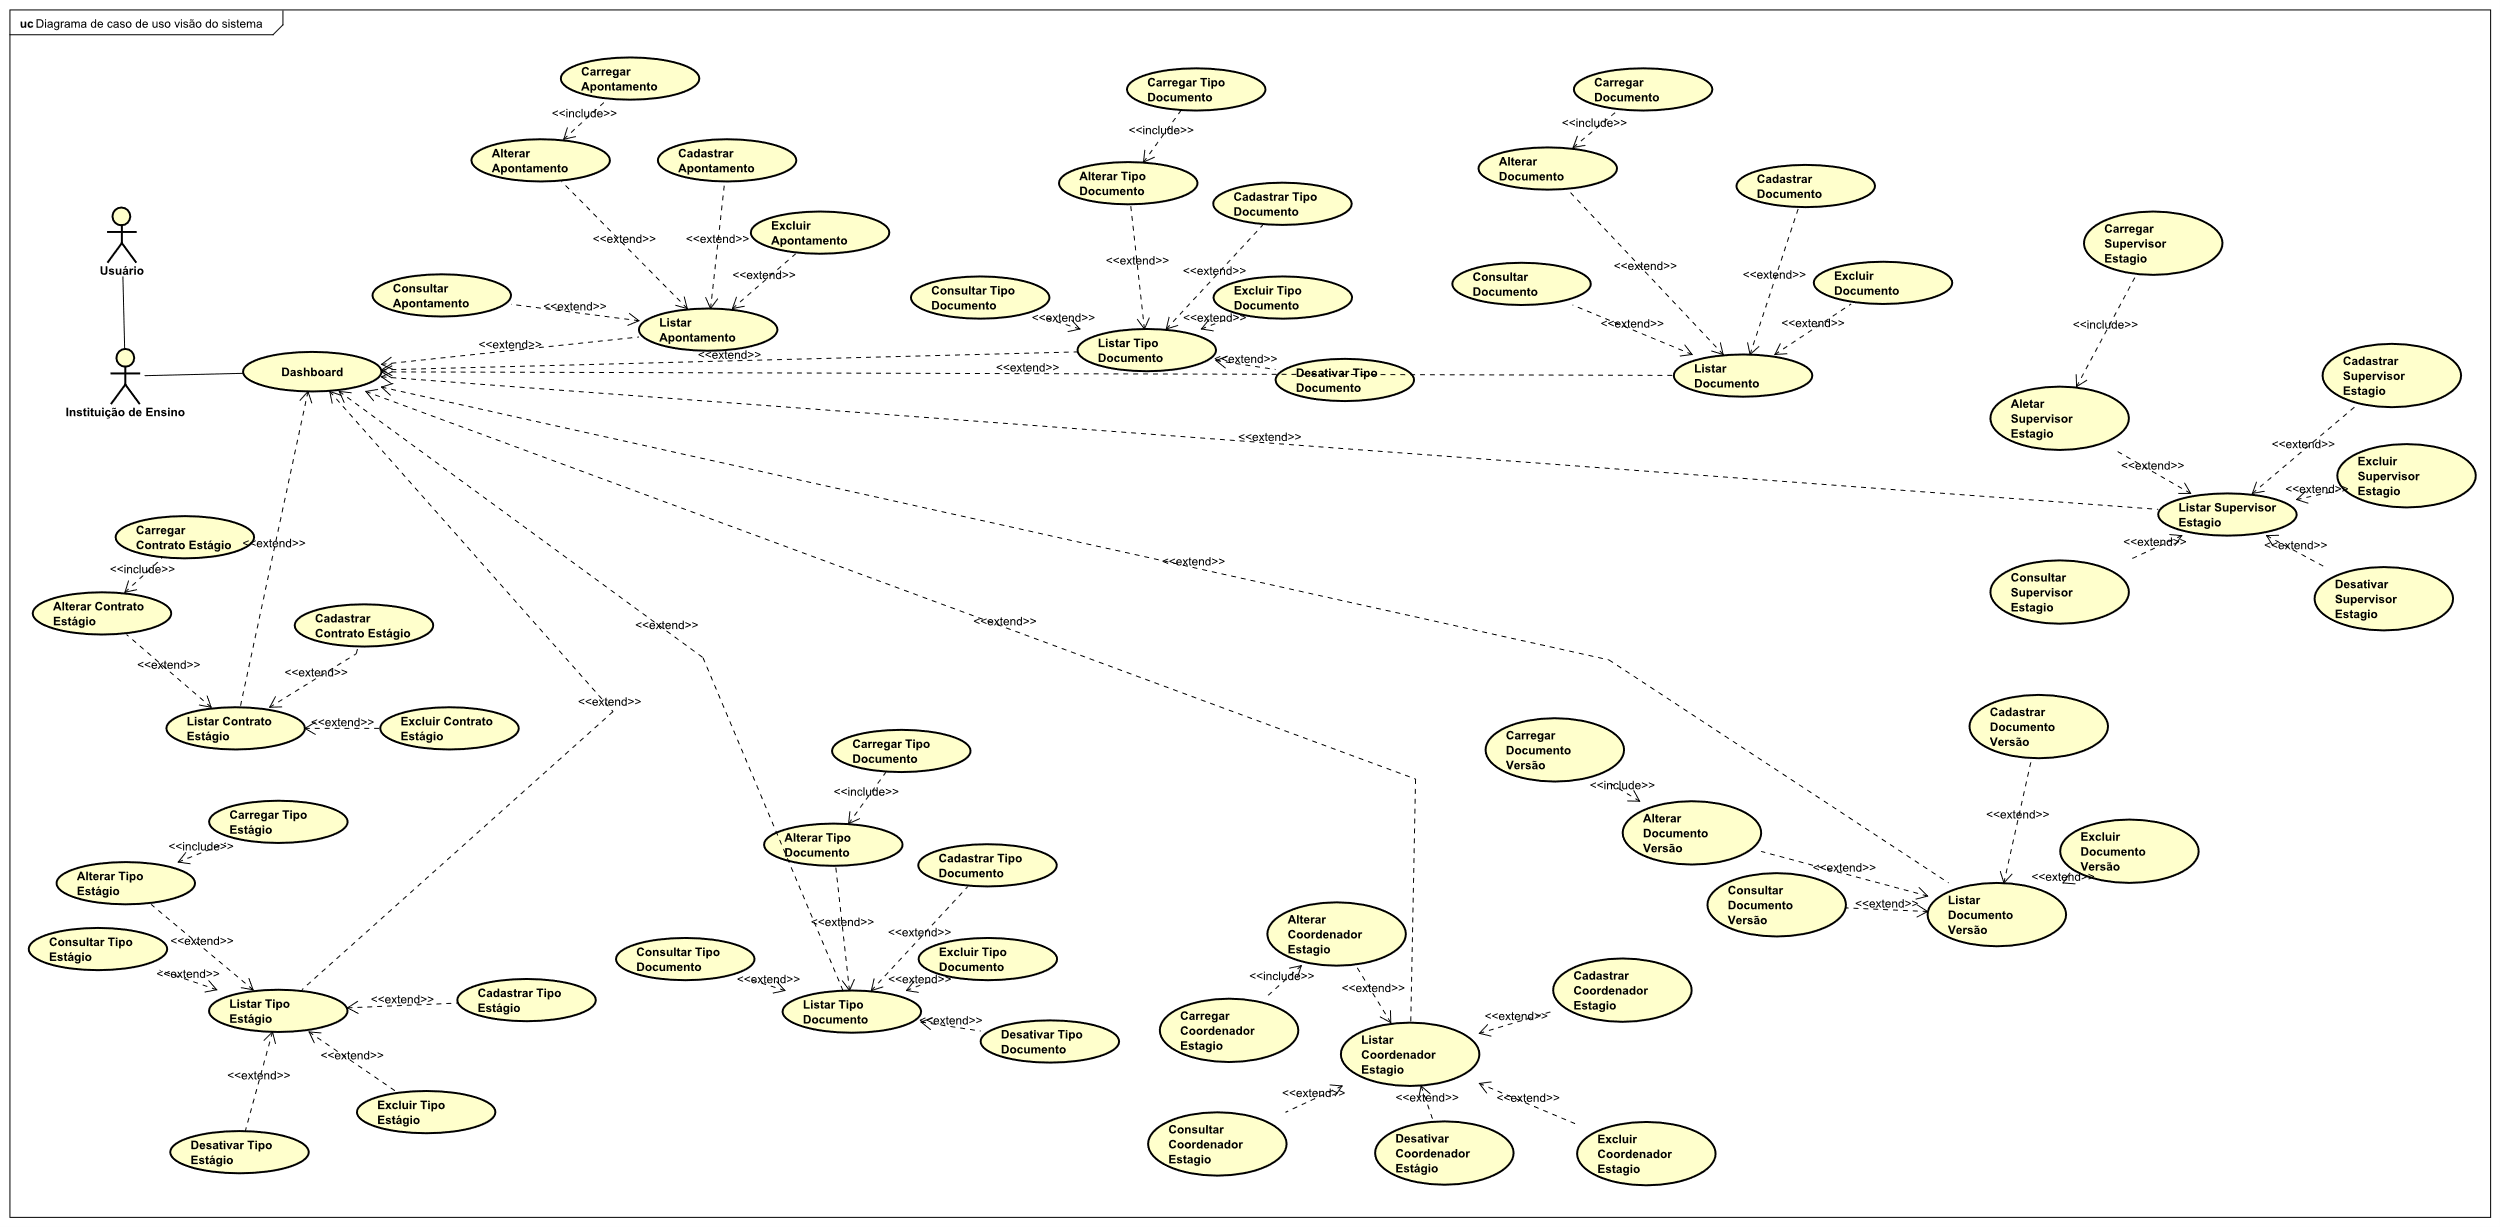 uc Diagrama de caso de uso visão do sistema
Usuário
Instituição de Ensino
Dashboard
Carregar
Apontamento
<<include>>
Alterar
Apontamento
Cadastrar
Apontamento
Excluir
Apontamento
<<extend>>
<<extend>>
<<extend>>
Consultar
Apontamento
<<extend>>
Listar
Apontamento
<<extend>>
Carregar Tipo
Documento
<<include>>
Alterar Tipo
Documento
Cadastrar Tipo
Documento
<<extend>>
<<extend>>
Consultar Tipo
Documento
Excluir Tipo
Documento
<<extend>>
<<extend>>
Listar Tipo
Documento
<<extend>>
<<extend>>
Desativar Tipo
Documento
Carregar
Documento
<<include>>
Alterar
Documento
Cadastrar
Documento
<<extend>>
<<extend>>
Consultar
Documento
Excluir
Documento
<<extend>>
<<extend>>
Listar
Documento
<<extend>>
Carregar
Supervisor
Estagio
<<include>>
Aletar
Supervisor
Estagio
Cadastrar
Supervisor
Estagio
<<extend>>
<<extend>>
Excluir
Supervisor
Estagio
<<extend>>
Listar Supervisor
Estagio
<<extend>>
<<extend>>
<<extend>>
Consultar
Supervisor
Estagio
Desativar
Supervisor
Estagio
Carregar
Contrato Estágio
<<extend>>
<<include>>
Alterar Contrato
Estágio
Cadastrar
Contrato Estágio
<<extend>>
<<extend>>
Listar Contrato
Estágio
<<extend>>
Excluir Contrato
Estágio
<<extend>>
<<extend>>
<<extend>>
<<extend>>
Carregar Tipo
Estágio
<<include>>
Alterar Tipo
Estágio
<<extend>>
Consultar Tipo
Estágio
<<extend>>
Listar Tipo
Estágio
<<extend>>
Cadastrar Tipo
Estágio
<<extend>>
<<extend>>
Excluir Tipo
Estágio
Desativar Tipo
Estágio
Carregar Tipo
Documento
<<include>>
Alterar Tipo
Documento
Cadastrar Tipo
Documento
<<extend>>
<<extend>>
Consultar Tipo
Documento
Excluir Tipo
Documento
<<extend>>
<<extend>>
Listar Tipo
Documento
<<extend>>
Desativar Tipo
Documento
Alterar
Coordenador
Estagio
<<include>>
<<extend>>
Carregar
Coordenador
Estagio
Cadastrar
Coordenador
Estagio
<<extend>>
Listar
Coordenador
Estagio
<<extend>>
<<extend>>
<<extend>>
Consultar
Coordenador
Estagio
Desativar
Coordenador
Estágio
Excluir
Coordenador
Estagio
Carregar
Documento
Versão
<<include>>
Alterar
Documento
Versão
Cadastrar
Documento
Versão
<<extend>>
<<extend>>
Excluir
Documento
Versão
<<extend>>
Consultar
Documento
Versão
<<extend>>
Listar
Documento
Versão